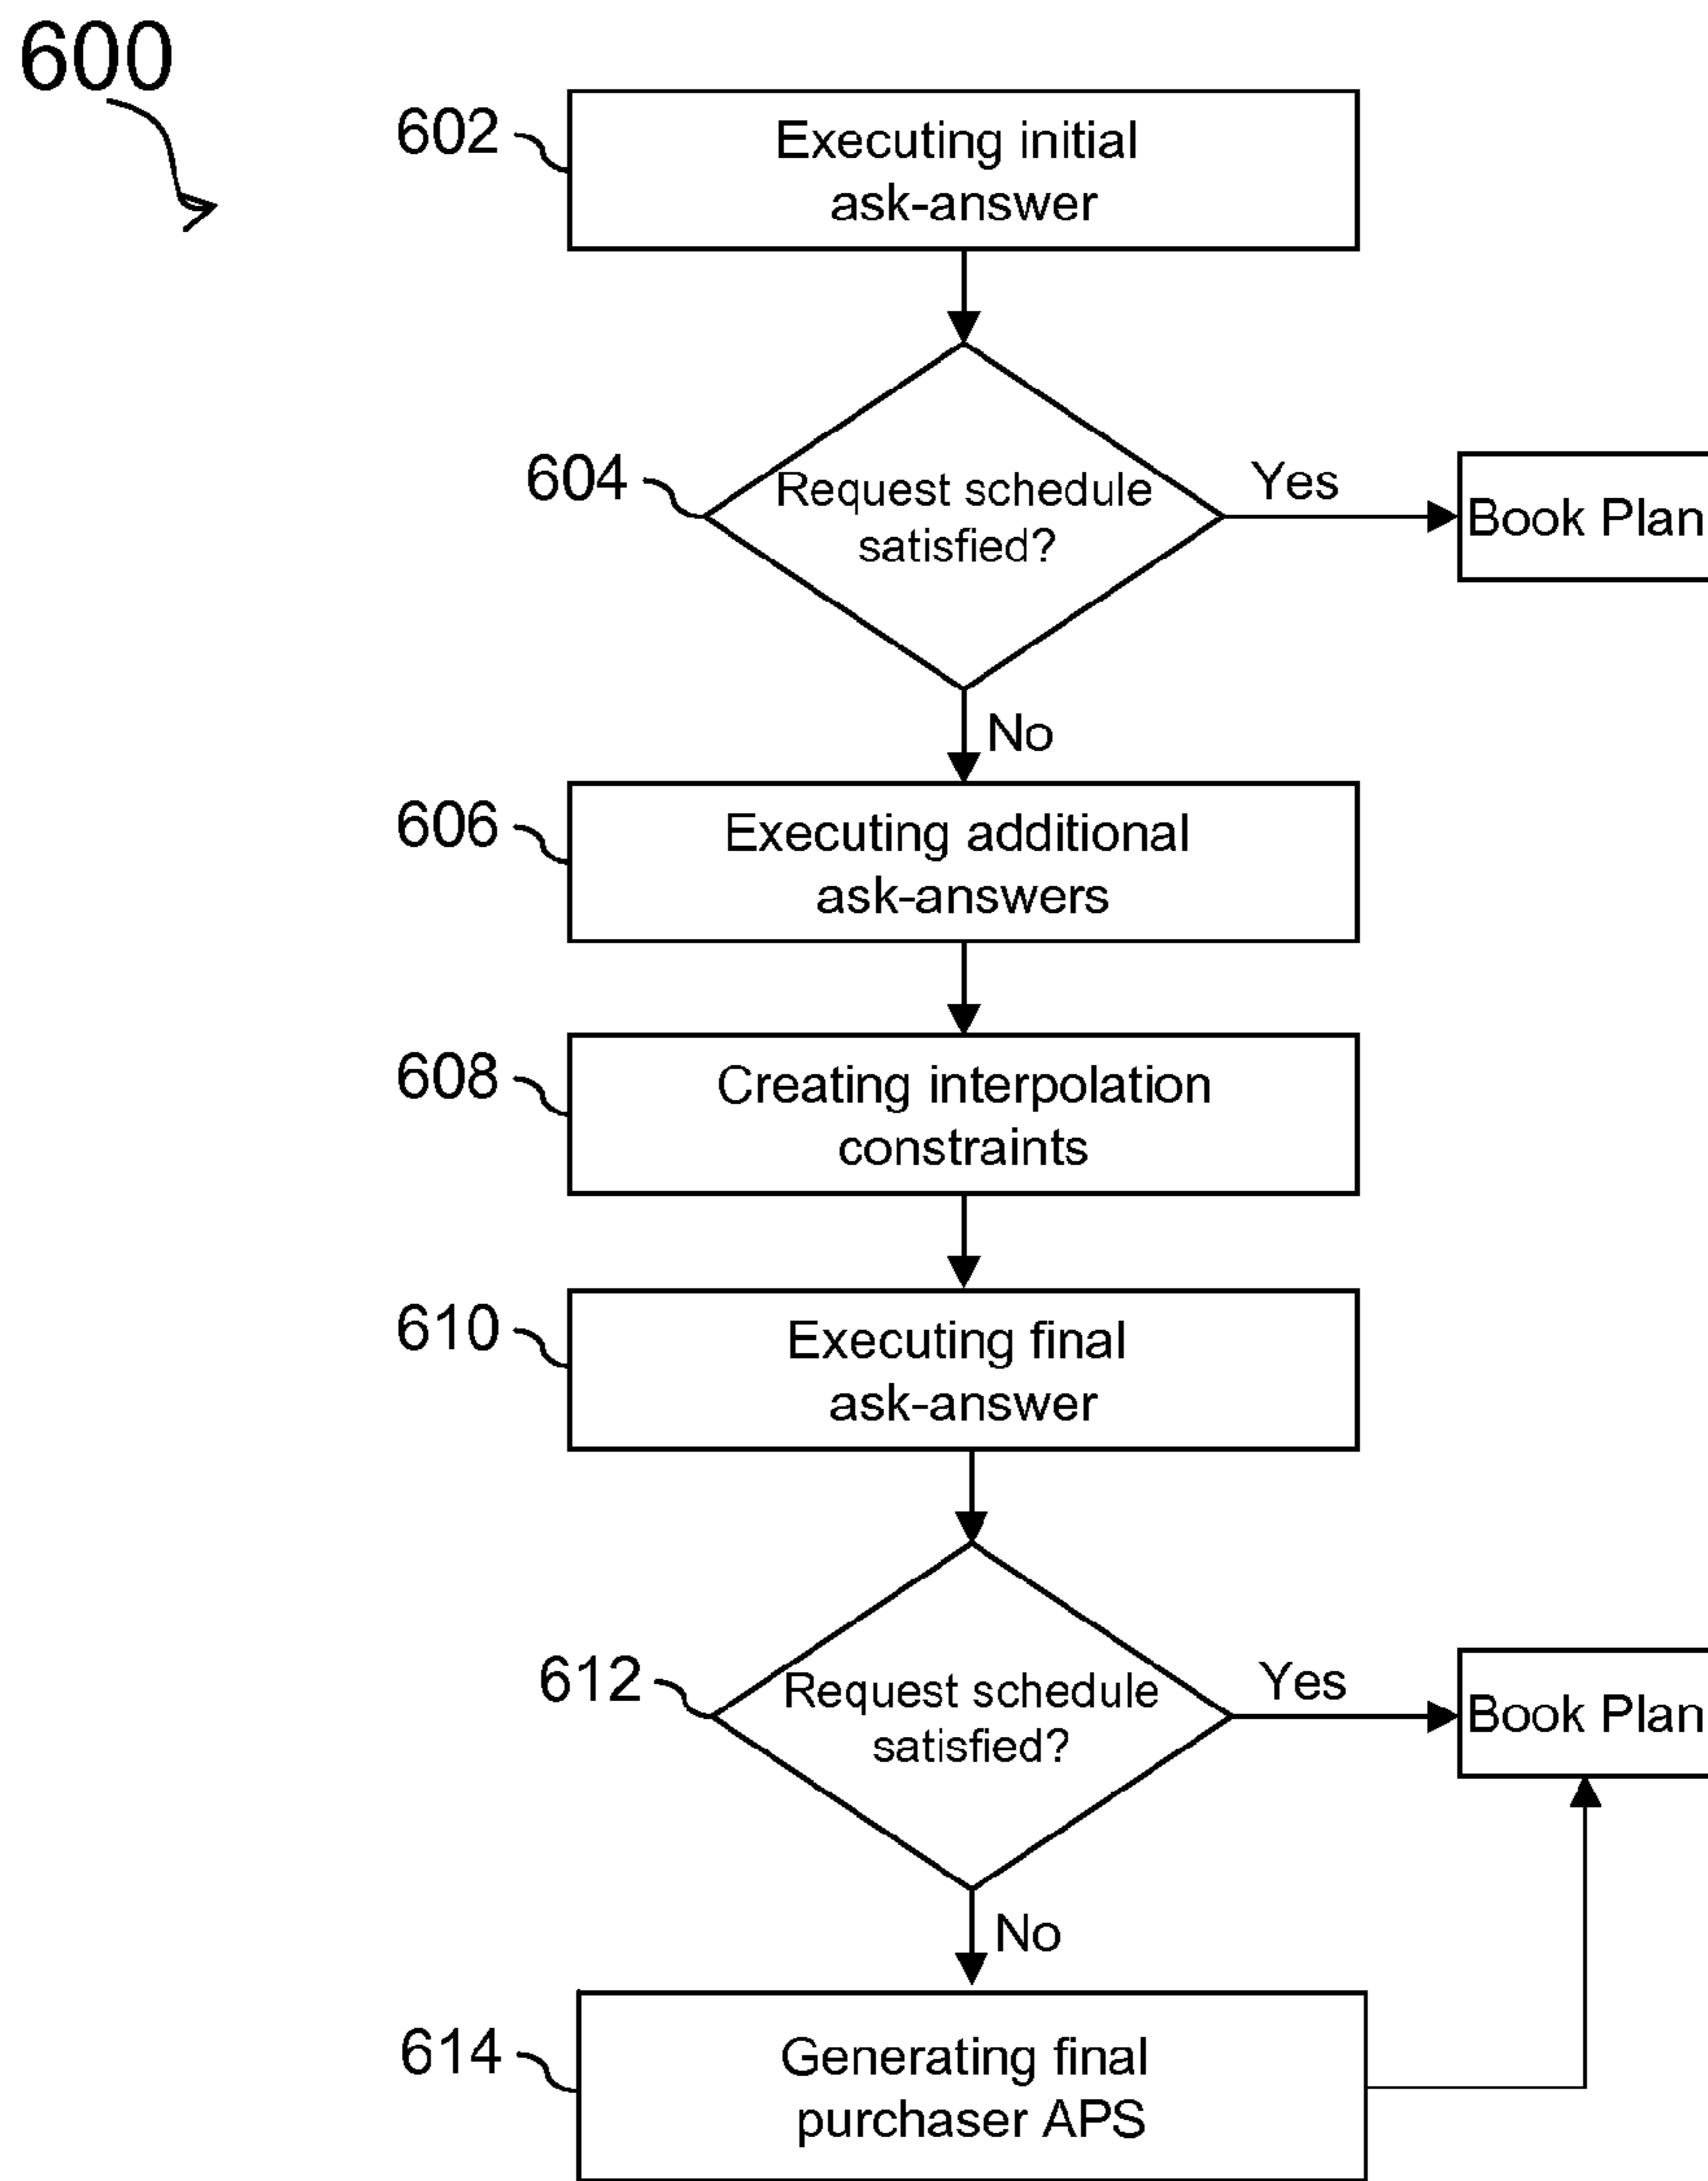 600
602
Executing initial
ask-answer
604
Request schedule
satisfied?
Yes
Book Plan
No
606
Executing additional
ask-answers
608
Creating interpolation
constraints
610
Executing final
ask-answer
612
Request schedule
satisfied?
Yes
Book Plan
No
614
Generating final
purchaser APS